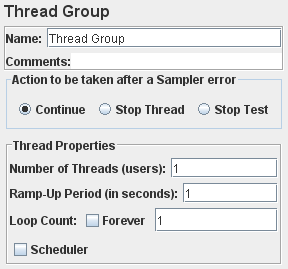 Thread Group
Name: Thread Group
Comments:
Action to be taken after a Sampler error
Continue Stop Thread Stop Test
Thread Properties
Number of Threads (users): 1
Ramp-Up Period (in seconds): 1
Loop Count: Forever 1
Scheduler